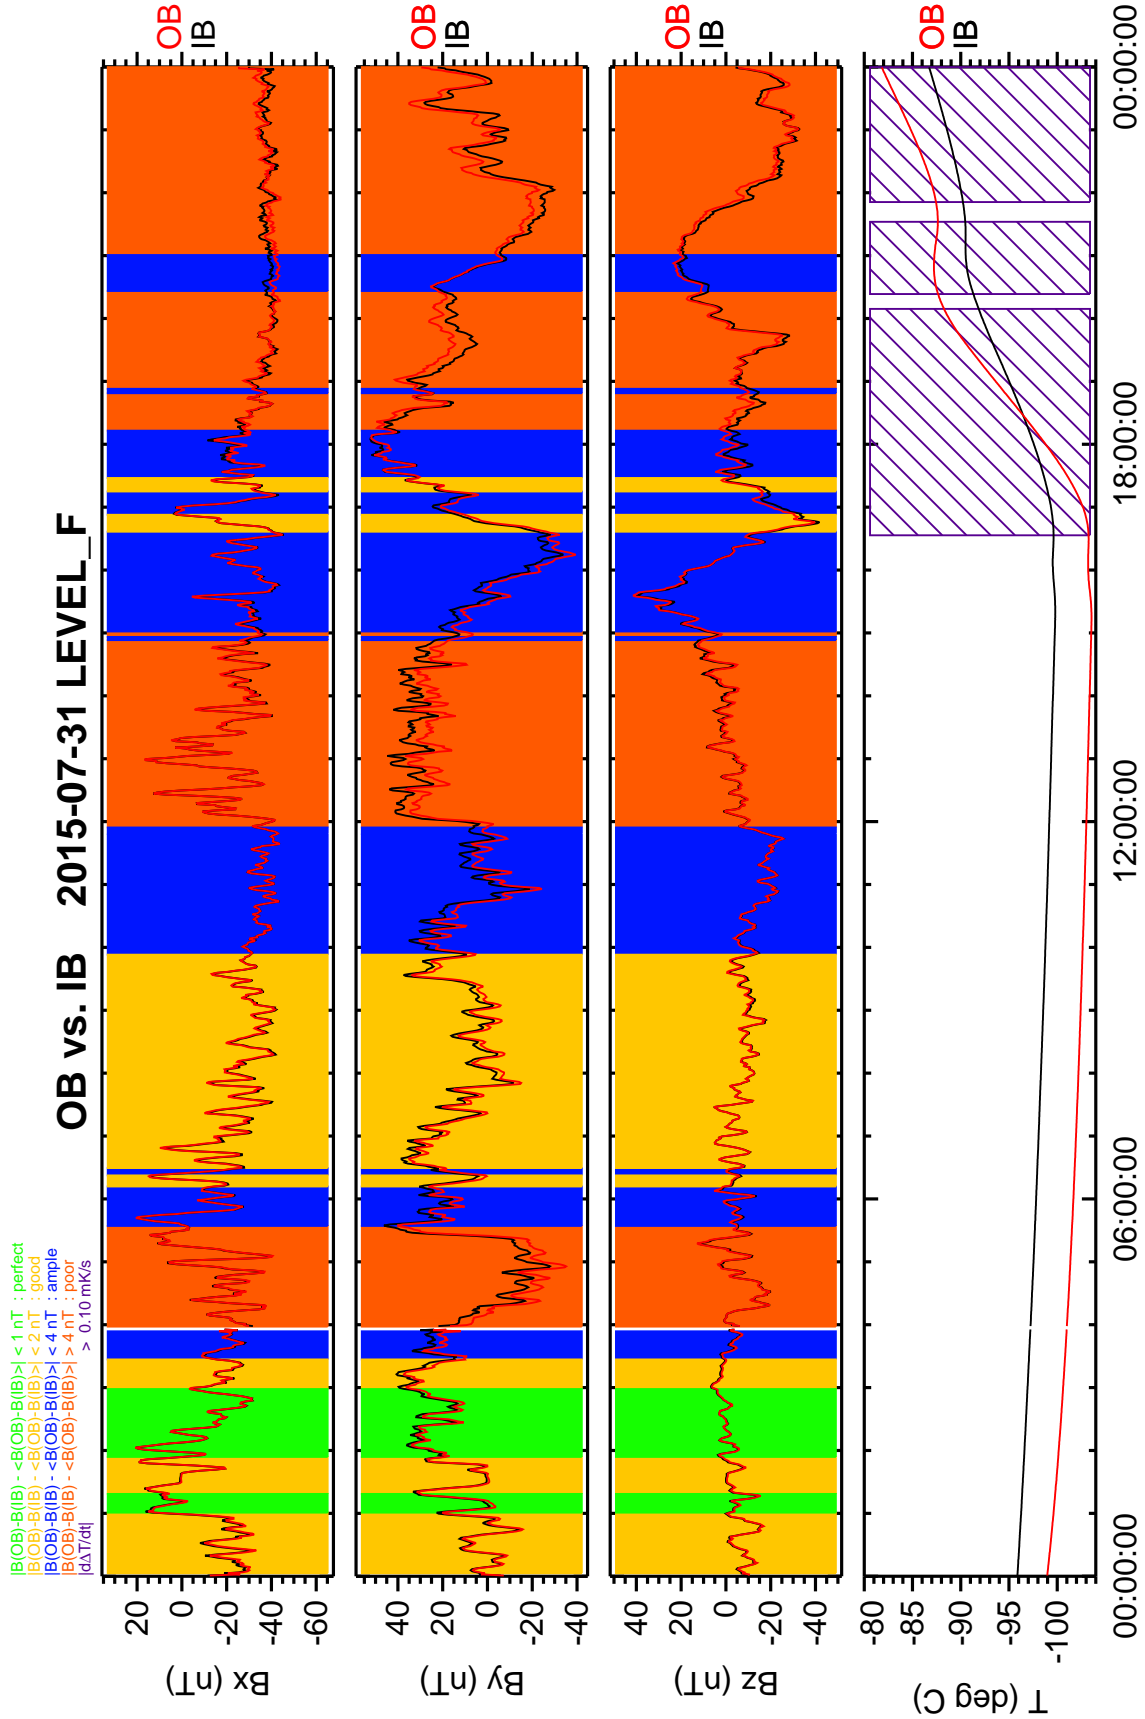 OB vs. IB 2015-07-31 LEVEL_F
|B(OB)-B(IB) - <B(OB)-B(IB)>| < 1 nT : perfect
|B(OB)-B(IB) - <B(OB)-B(IB)>| < 2 nT : good
|B(OB)-B(IB) - <B(OB)-B(IB)>| < 4 nT : ample
|B(OB)-B(IB) - <B(OB)-B(IB)>| > 4 nT : poor
|dΔT/dt| > 0.10 mK/s
Bx (nT)
20
0
-20
-40
-60
OB
IB
By (nT)
40
20
0
-20
-40
OB
IB
Bz (nT)
40
20
0
-20
-40
OB
IB
T (deg C)
-80
-85
-90
-95
-100
OB
IB
00:00:00
06:00:00
12:00:00
18:00:00
00:00:00